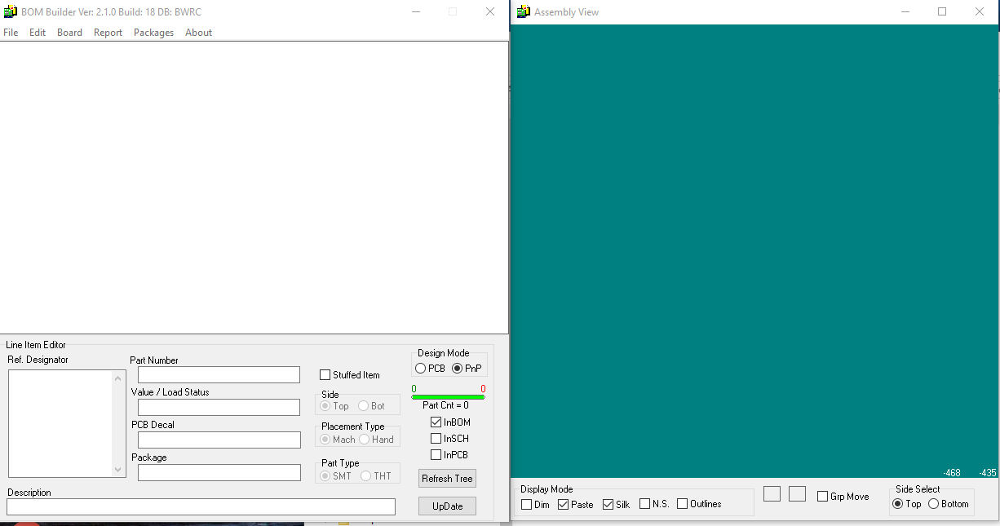 BOM Builder Ver: 2.1.0 Build: 18 DB: BWRC
File Edit Board Report Packages About
Line Item Editor
Ref. Designator
Part Number
Value / Load Status
PCB Decal
Package
Description
Stuffed Item
Side
Top Bot
Placement Type
Mach Hand
Part Type
SMT THT
Design Mode
PCB PnP
0 0
Part Cnt = 0
InBOM
InSCH
InPCB
Refresh Tree
UpDate
Assembly View
-468 -435
Display Mode
Dim Paste Silk N.S. Outlines
Grp Move
Side Select
Top Bottom